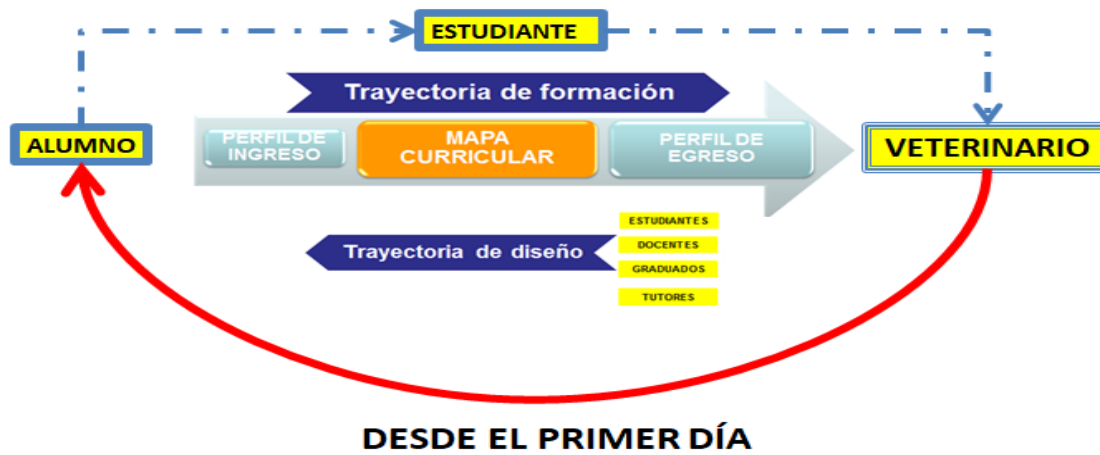 ESTUDIANTE
Trayectoria de formación
ALUMNO
PERFIL DE
INGRESO
MAPA
CURRICULAR
PERFIL DE
EGRESO
VETERINARIO
Trayectoria de diseño
ESTUDIANTES
DOCENTES
GRADUADOS
TUTORES
DESDE EL PRIMER DÍA